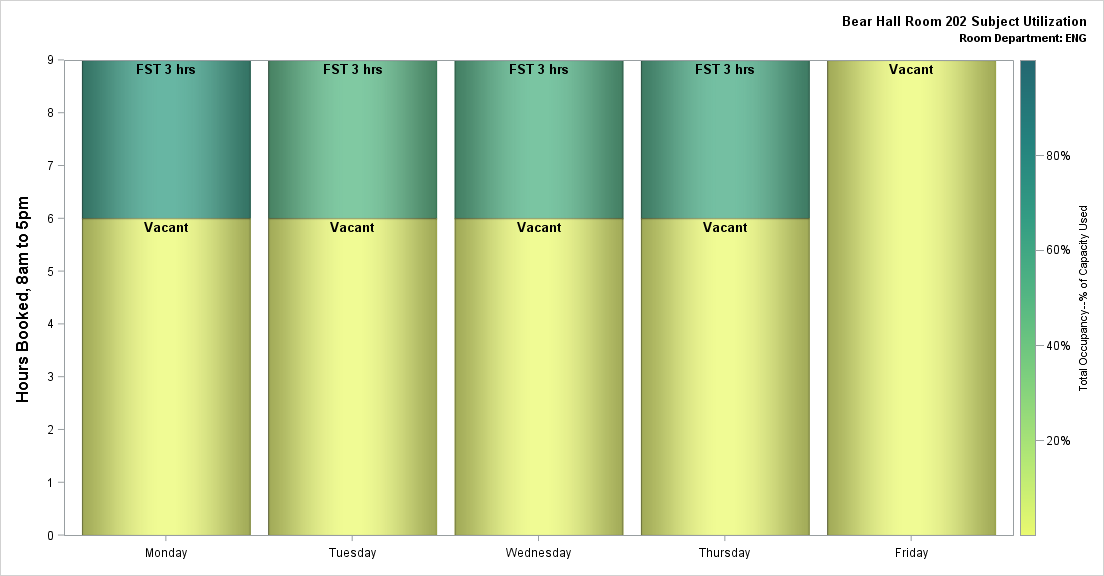 Bear Hall Room 202 Subject Utilization
Room Department: ENG
Hours Booked, 8am to 5pm
9
8
7
6
5
4
3
2
1
0
FST 3 hrs
FST 3 hrs
FST 3 hrs
FST 3 hrs
Vacant
Vacant
Vacant
Vacant
Vacant
Monday
Tuesday
Wednesday
Thursday
Friday
80%
60%
40%
20%
Total Occupancy--% of Capacity Used